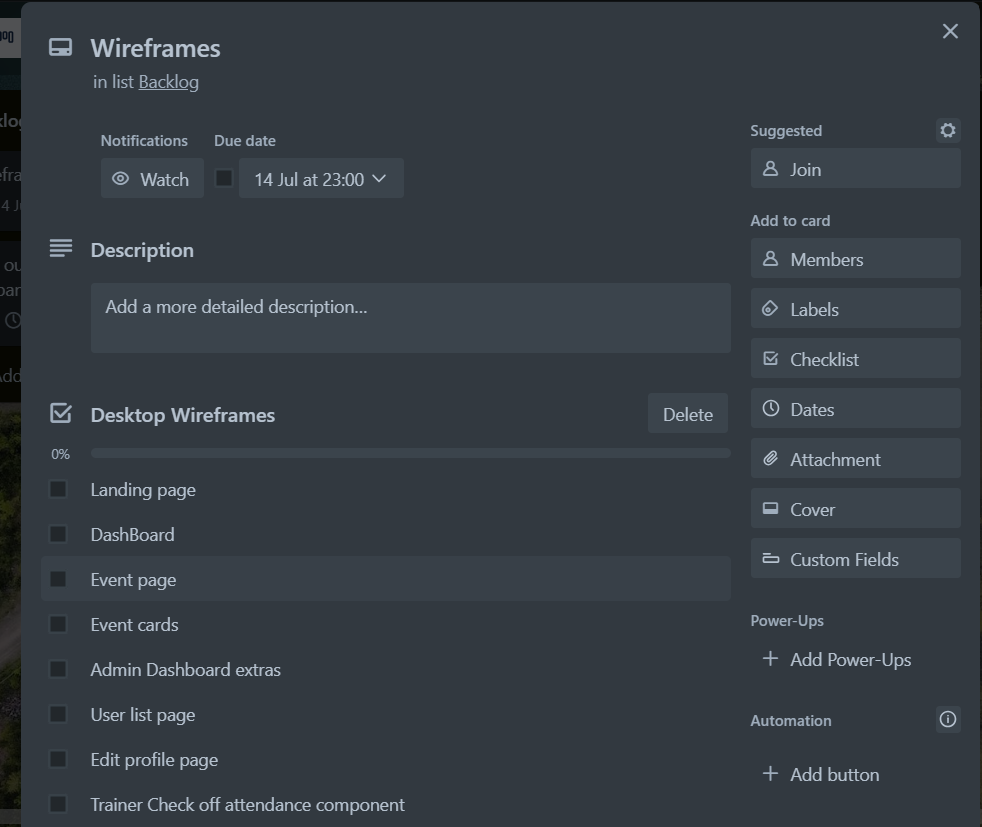 Wireframes
in list Backlog
Notifications
Due date
Watch
14 Jul at 23:00
Description
Add a more detailed description...
Desktop Wireframes
Delete
0%
Landing page
DashBoard
Event page
Event cards
Admin Dashboard extras
User list page
Edit profile page
Trainer Check off attendance component
Suggested
Join
Add to card
Members
Labels
Checklist
Dates
Attachment
Cover
Custom Fields
Power-Ups
Add Power-Ups
Automation
Add button